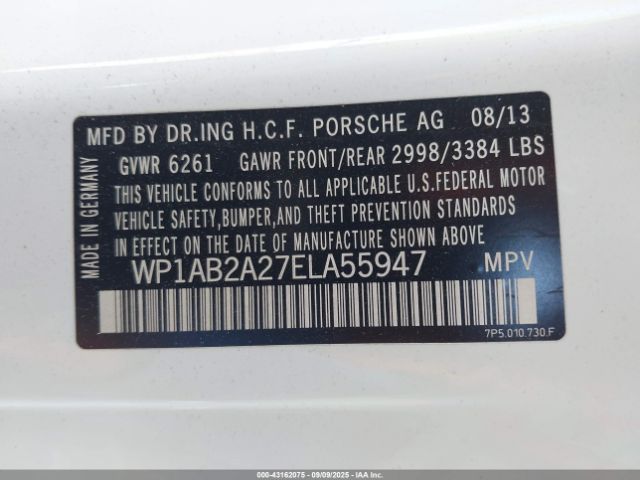 MFD BY DR.ING H.C.F. PORSCHE AG 08/13
GVWR 6261 GAWR FRONT/REAR 2998/3384 LBS
THIS VEHICLE CONFORMS TO ALL APPLICABLE U.S.FEDERAL MOTOR
VEHICLE SAFETY,BUMPER,AND THEFT PREVENTION STANDARDS
IN EFFECT ON THE DATE OF MANUFACTURE SHOWN ABOVE
WP1AB2A27ELA55947 MPV
7P5.010.730.F
MADE IN GERMANY
000-43162075 - 09/09/2025 - IAAI